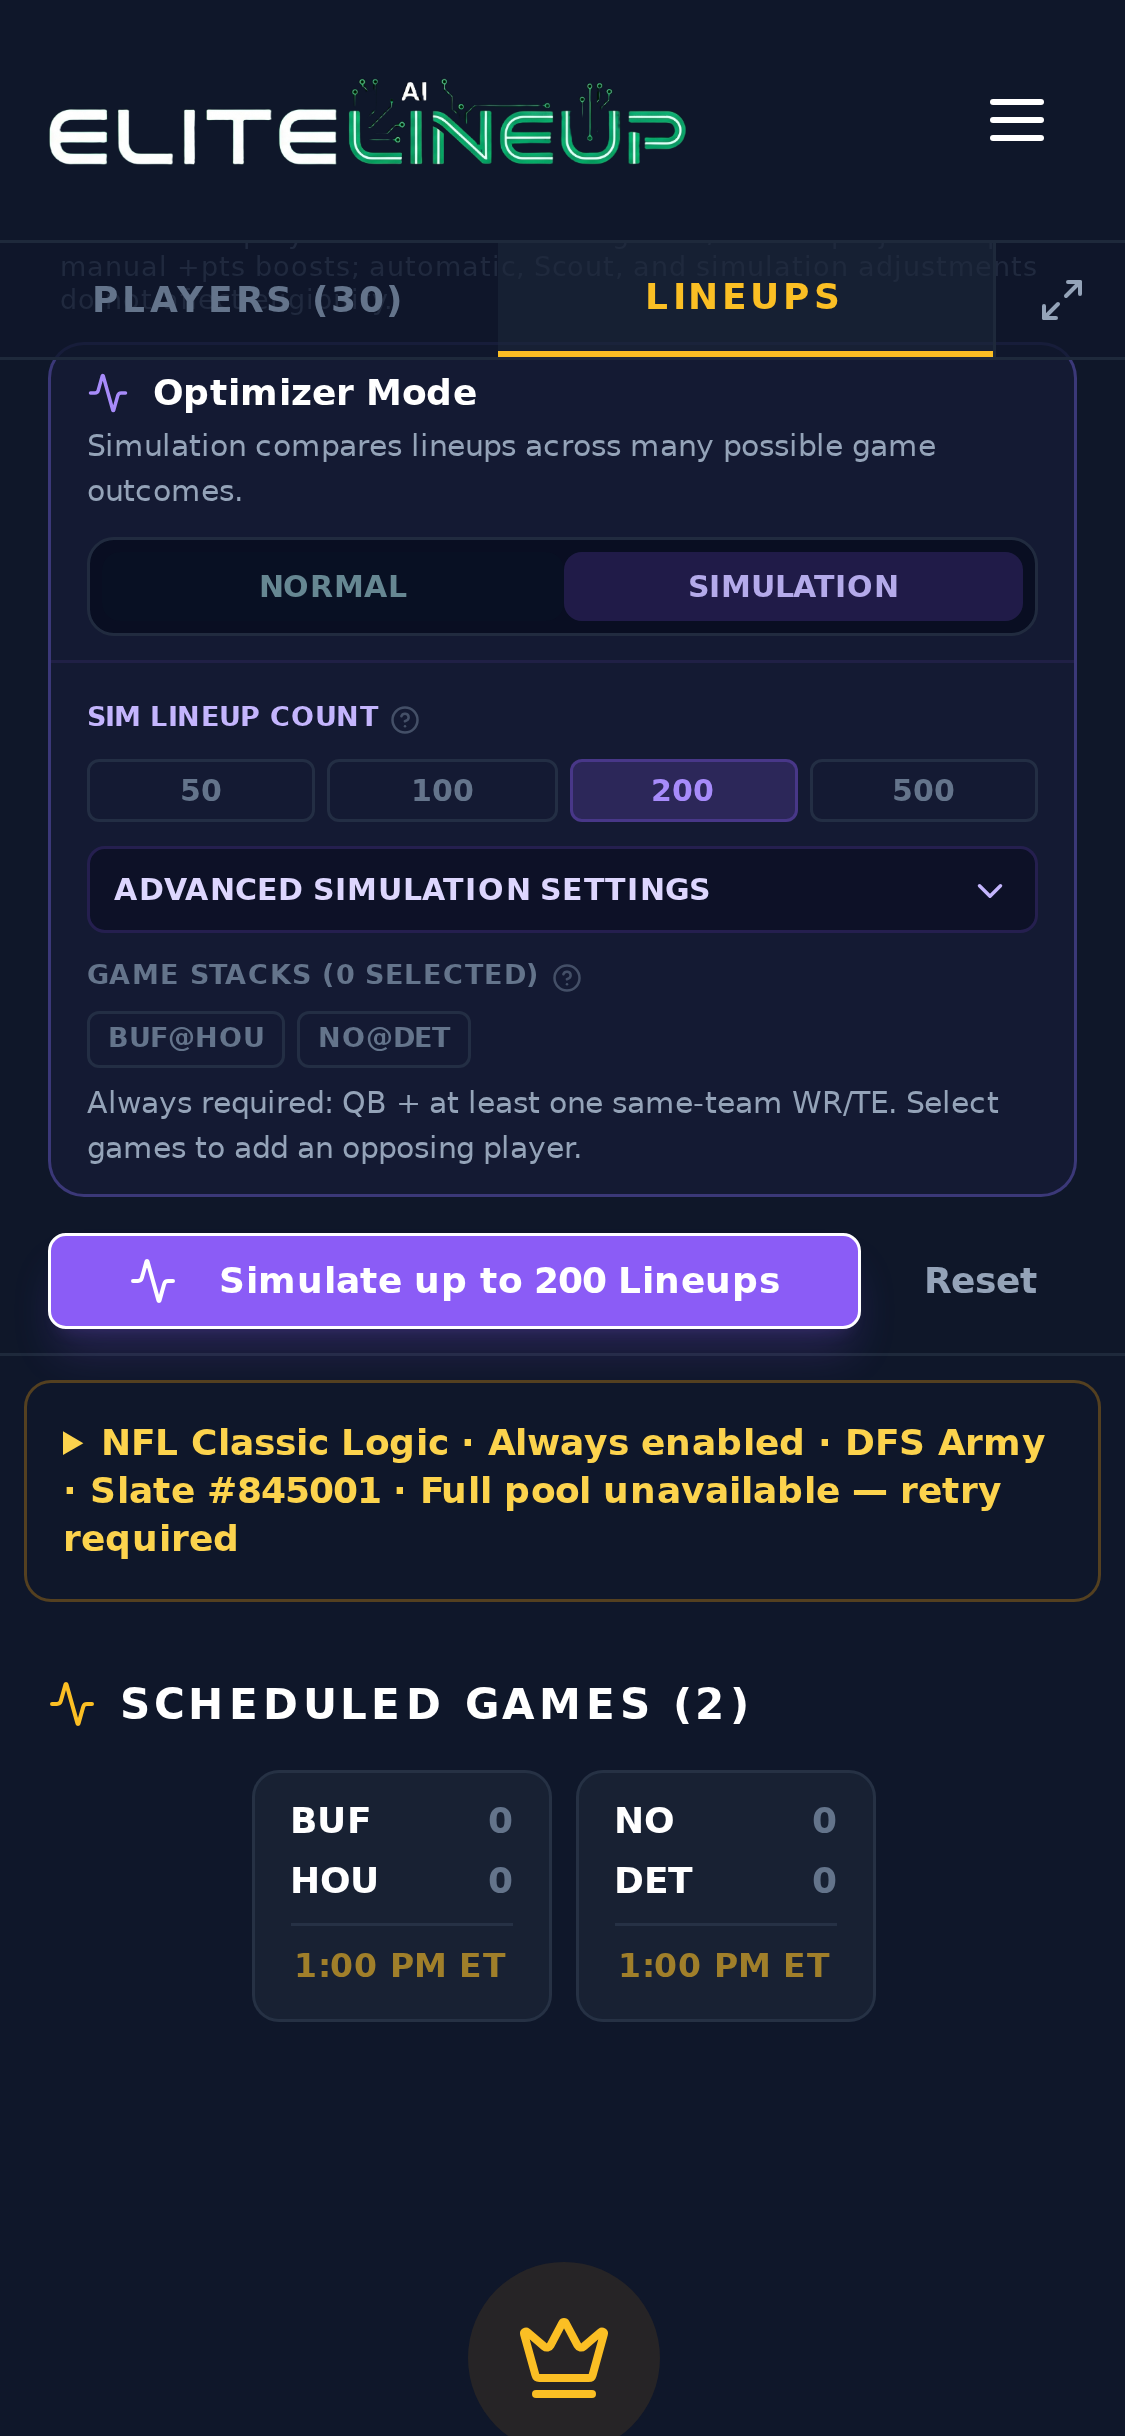 ELITE LINEUP
AI
manual +pts boosts; automatic, Scout, and simulation adjustments
PLAYERS (30)
LINEUPS
Optimizer Mode
Simulation compares lineups across many possible game
outcomes.
NORMAL
SIMULATION
SIM LINEUP COUNT ?
50
100
200
500
ADVANCED SIMULATION SETTINGS
GAME STACKS (0 SELECTED) ?
BUF@HOU
NO@DET
Always required: QB + at least one same-team WR/TE. Select
games to add an opposing player.
Simulate up to 200 Lineups
Reset
▶ NFL Classic Logic · Always enabled · DFS Army
· Slate #845001 · Full pool unavailable — retry
required
SCHEDULED GAMES (2)
BUF 0
HOU 0
1:00 PM ET
NO 0
DET 0
1:00 PM ET